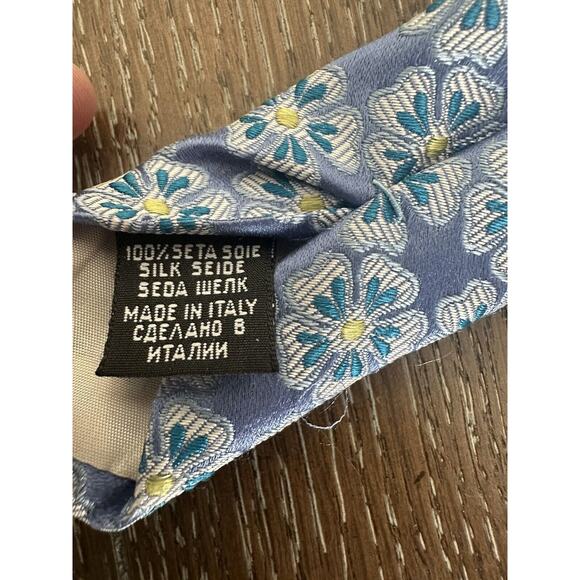 100% SETA SOIE
SILK SEIDE
SEDA ШЕЛК
MADE IN ITALY
СДЕЛАНО В
ИТАЛИИ